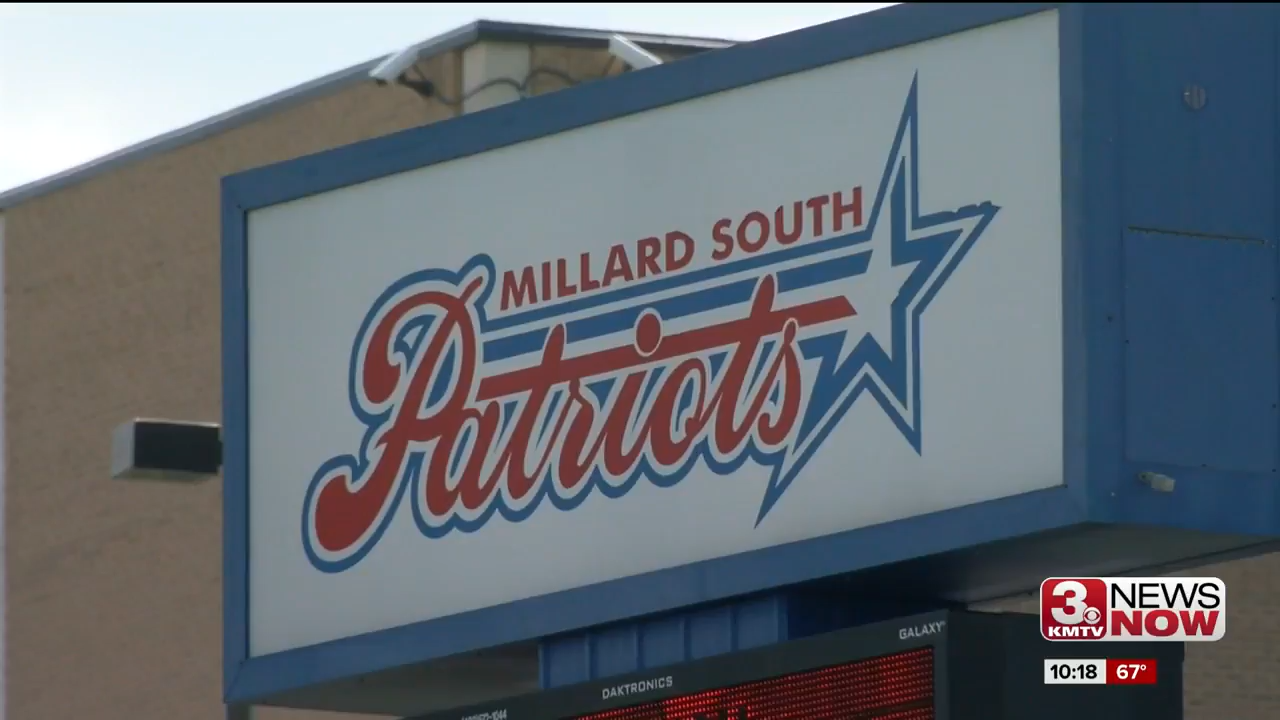 MILLARD SOUTH
Patriots
GALAXY
DAKTRONICS
3 NEWS
KMTV NOW
10:18 67°